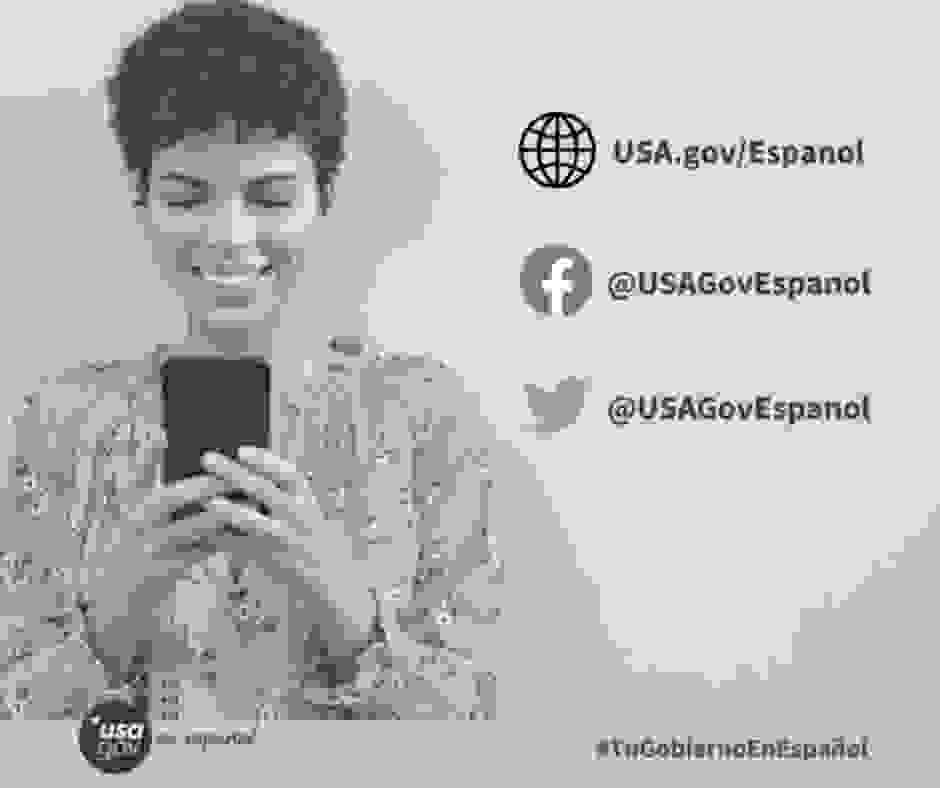 USA.gov/Espanol
@USAGovEspanol
@USAGovEspanol
usa
gov
en español
#TuGobiernoEnEspañol